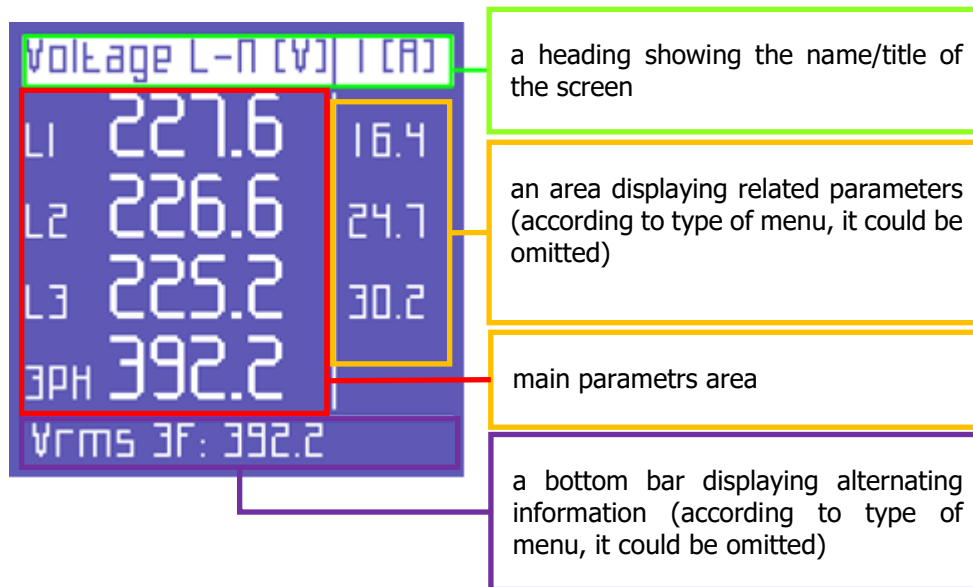 Voltage L-N [V] I [A]
L1 227.6 16.4
L2 226.6 24.7
L3 225.2 30.2
3PH 392.2
Vrms 3F: 392.2
a heading showing the name/title of
the screen
an area displaying related parameters
(according to type of menu, it could be
omitted)
main parametrs area
a bottom bar displaying alternating
information (according to type of
menu, it could be omitted)